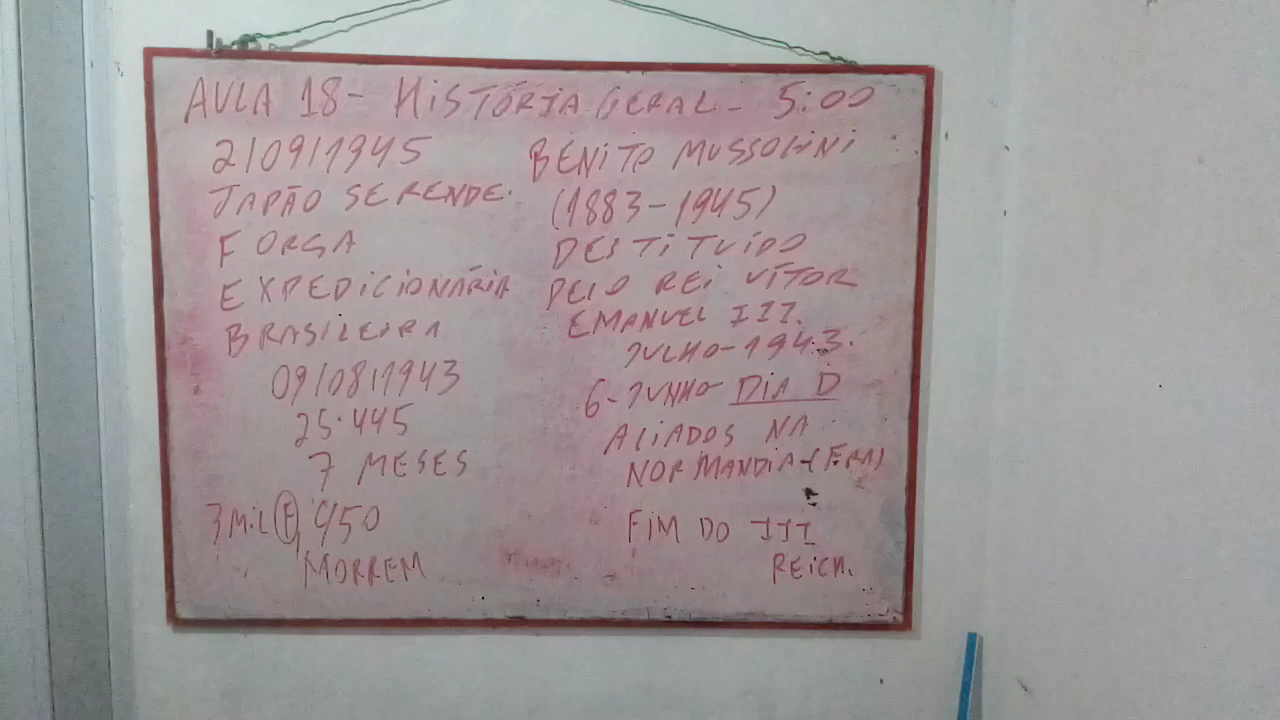 AULA 18- HISTÓRIA GERAL- 5:00
2/09/1945
JAPÃO SE RENDE.
FORÇA
EXPEDICIONÁRIA
BRASILEIRA
09/08/1943
25.445
7 MESES
3 MIL (F), 450
MORREM
BENITO MUSSOLINI
(1883-1945)
DESTITUÍDO
PELO REI VÍTOR
EMANUEL III.
JULHO-1943.
6-JUNHO- DIA D
ALIADOS NA
NORMANDIA-(FRA)
FIM DO III
REICH.